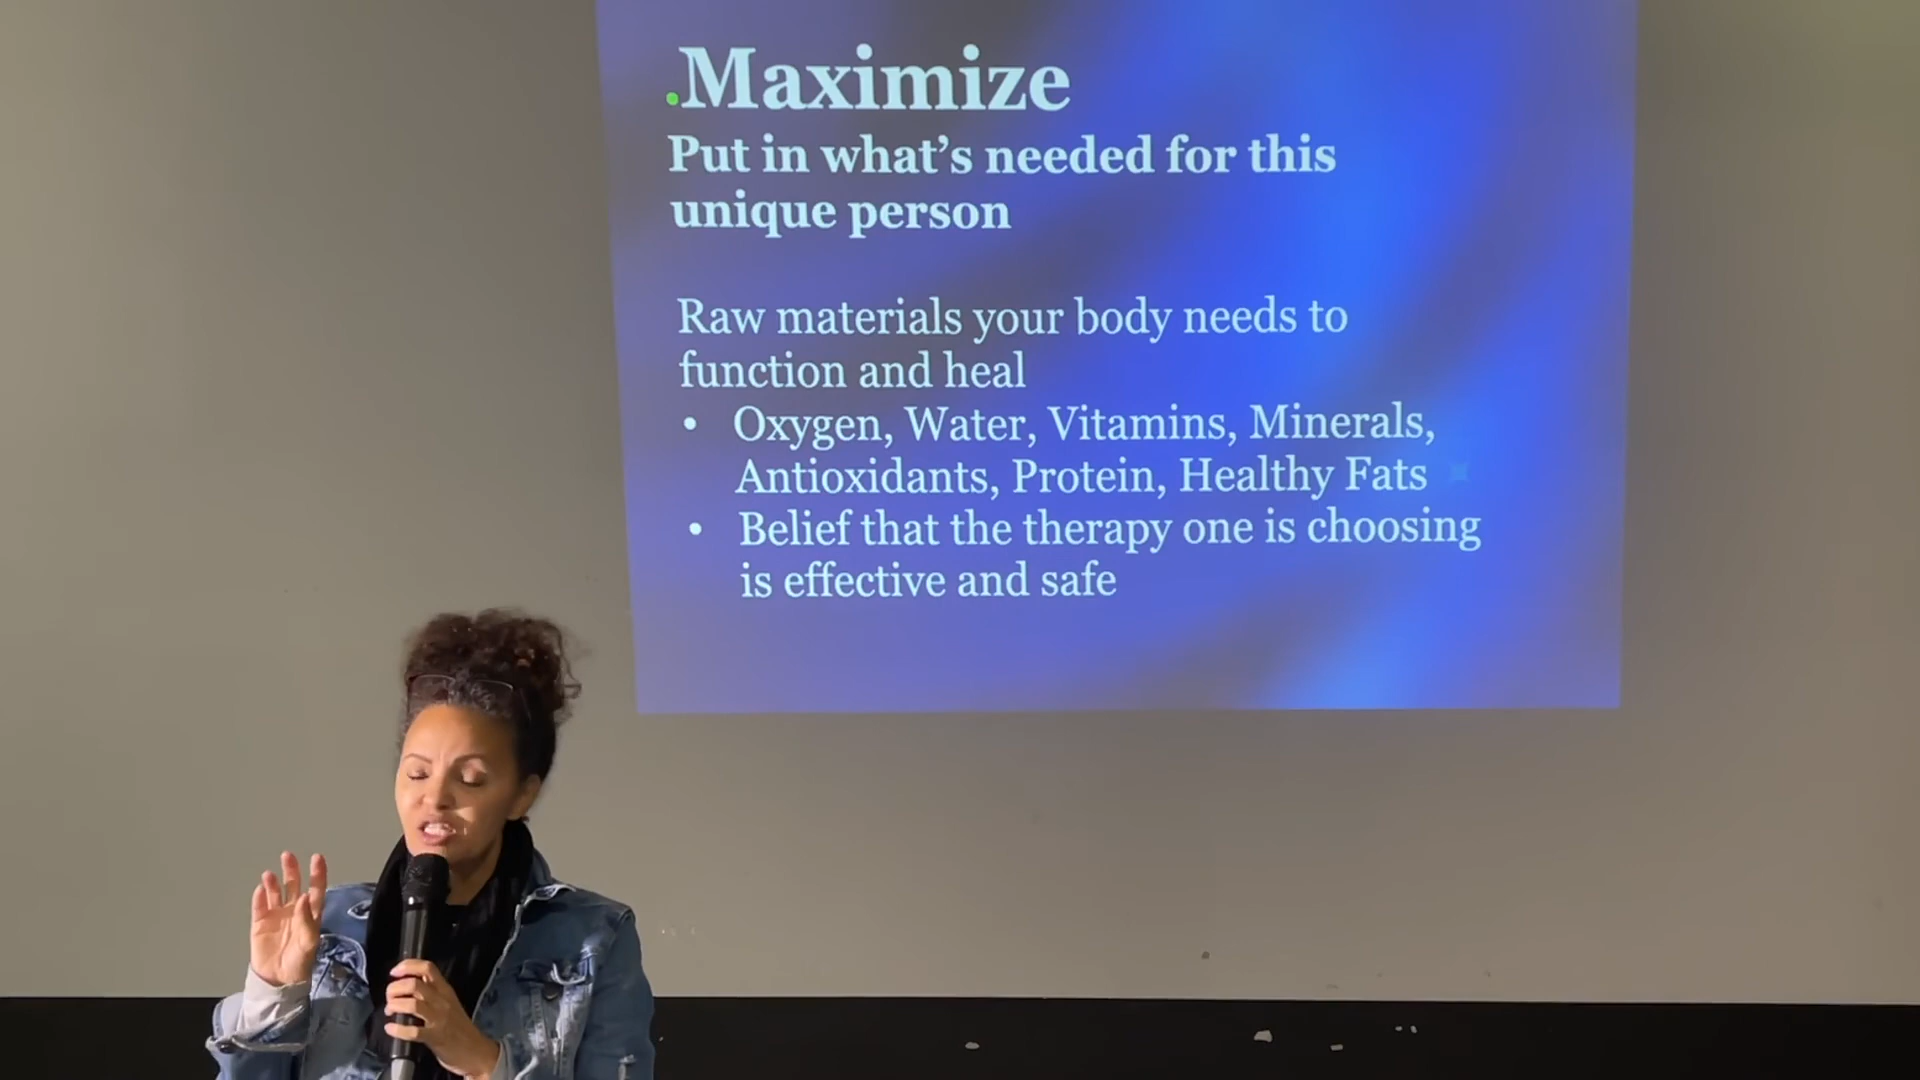 .Maximize
Put in what’s needed for this
unique person
Raw materials your body needs to
function and heal
• Oxygen, Water, Vitamins, Minerals,
Antioxidants, Protein, Healthy Fats
• Belief that the therapy one is choosing
is effective and safe